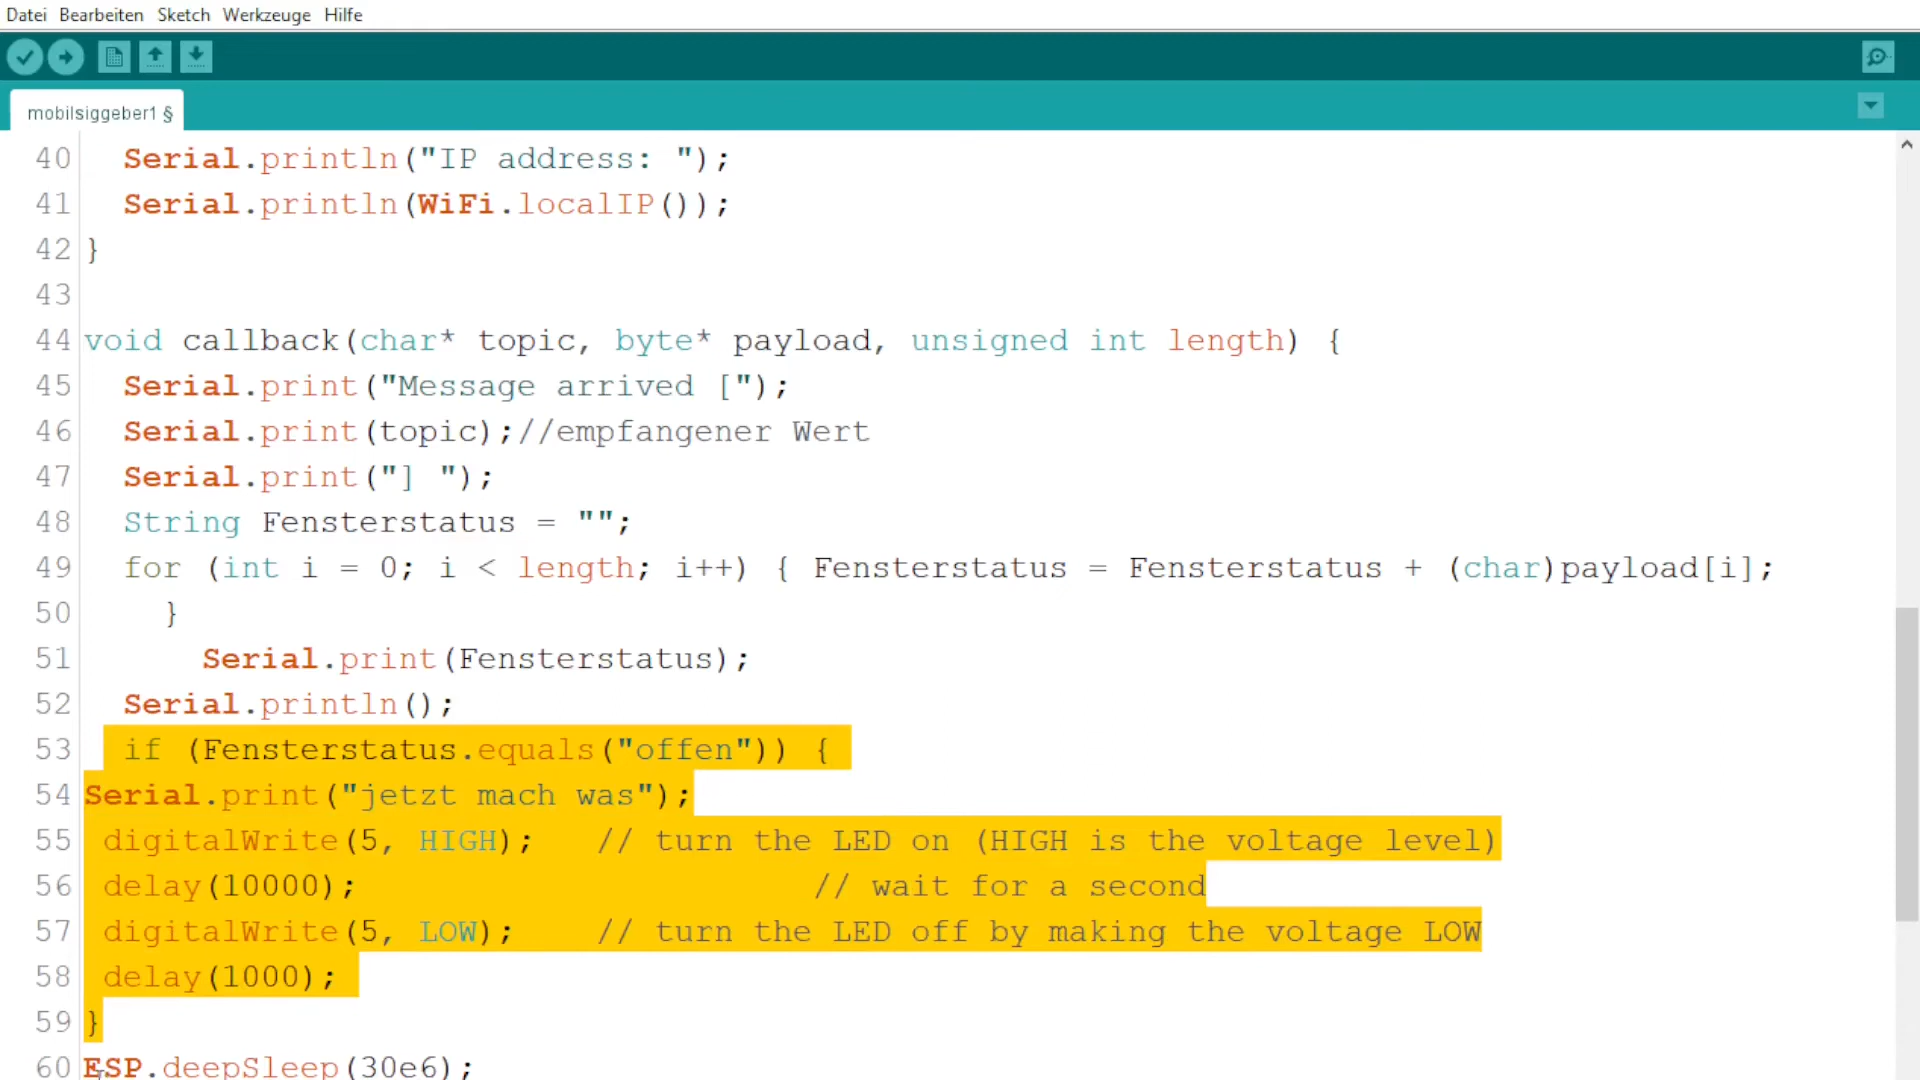 Datei Bearbeiten Sketch Werkzeuge Hilfe
mobilsiggeber1 §
40 Serial.println("IP address: ");
41 Serial.println(WiFi.localIP());
42 }
43
44 void callback(char* topic, byte* payload, unsigned int length) {
45 Serial.print("Message arrived [");
46 Serial.print(topic);//empfangener Wert
47 Serial.print("] ");
48 String Fensterstatus = "";
49 for (int i = 0; i < length; i++) { Fensterstatus = Fensterstatus + (char)payload[i];
50 }
51 Serial.print(Fensterstatus);
52 Serial.println();
53 if (Fensterstatus.equals("offen")) {
54 Serial.print("jetzt mach was");
55 digitalWrite(5, HIGH); // turn the LED on (HIGH is the voltage level)
56 delay(10000); // wait for a second
57 digitalWrite(5, LOW); // turn the LED off by making the voltage LOW
58 delay(1000);
59 }
60 ESP.deepSleep(30e6);